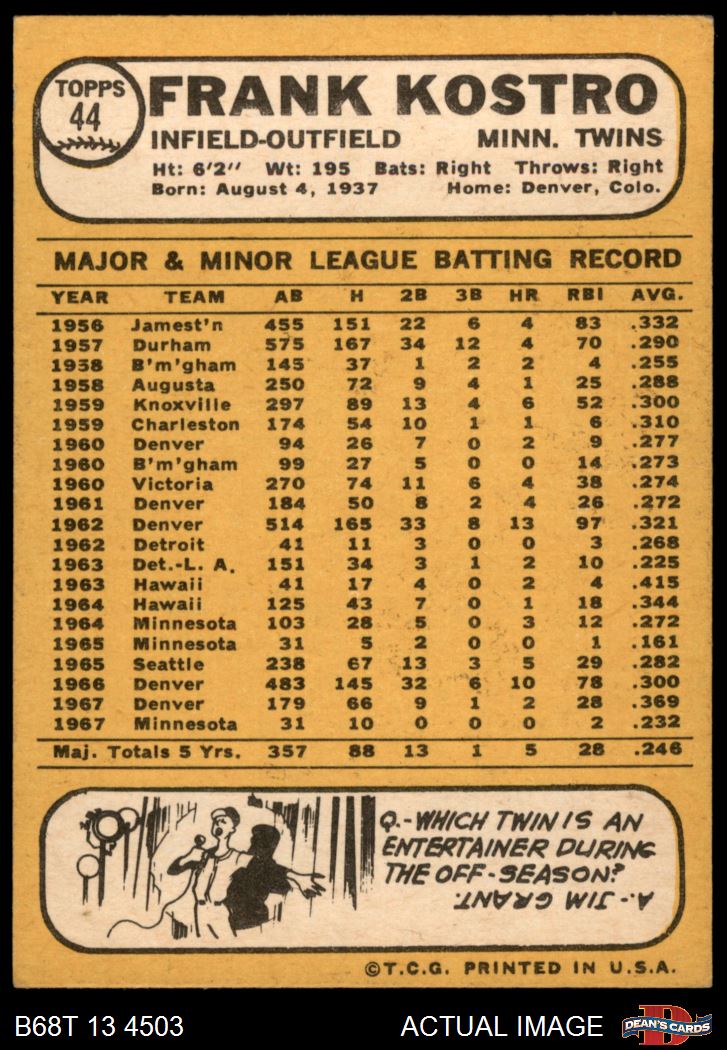 TOPPS
44
FRANK KOSTRO
INFIELD-OUTFIELD MINN. TWINS
Ht: 6'2" Wt: 195 Bats: Right Throws: Right
Born: August 4, 1937 Home: Denver, Colo.
MAJOR & MINOR LEAGUE BATTING RECORD
YEAR TEAM AB H 2B 3B HR RBI AVG.
1956 Jamest'n 455 151 22 6 4 83 .332
1957 Durham 575 167 34 12 4 70 .290
1958 B'm'gham 145 37 1 2 2 4 .255
1958 Augusta 250 72 9 4 1 25 .288
1959 Knoxville 297 89 13 4 6 52 .300
1959 Charleston 174 54 10 1 1 6 .310
1960 Denver 94 26 7 0 2 9 .277
1960 B'm'gham 99 27 5 0 0 14 .273
1960 Victoria 270 74 11 6 4 38 .274
1961 Denver 184 50 8 2 4 26 .272
1962 Denver 514 165 33 8 13 97 .321
1962 Detroit 41 11 3 0 0 3 .268
1963 Det.-L. A. 151 34 3 1 2 10 .225
1963 Hawaii 41 17 4 0 2 4 .415
1964 Hawaii 125 43 7 0 1 18 .344
1964 Minnesota 103 28 5 0 3 12 .272
1965 Minnesota 31 5 2 0 0 1 .161
1965 Seattle 238 67 13 3 5 29 .282
1966 Denver 483 145 32 6 10 78 .300
1967 Denver 179 66 9 1 2 28 .369
1967 Minnesota 31 10 0 0 0 2 .232
Maj. Totals 5 Yrs. 357 88 13 1 5 28 .246
Q.-WHICH TWIN IS AN
ENTERTAINER DURING
THE OFF-SEASON?
A.-JIM GRANT.
©T.C.G. PRINTED IN U.S.A.
B68T 13 4503 ACTUAL IMAGE
D
DEAN'S CARDS